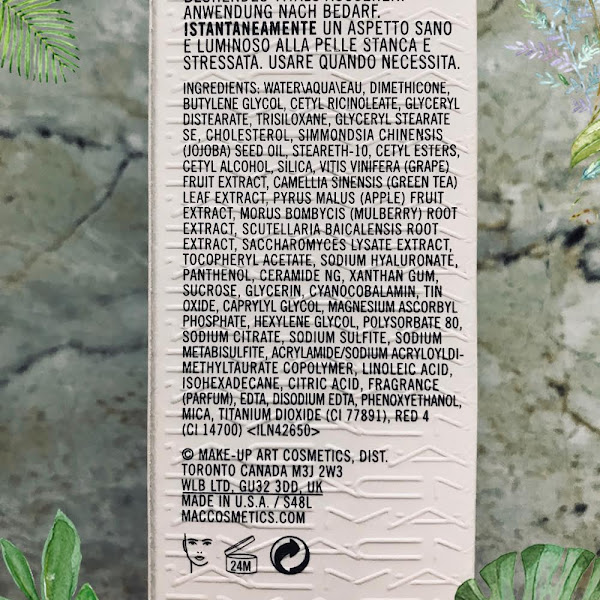 ANWENDUNG NACH BEDARF.
ISTANTANEAMENTE UN ASPETTO SANO
E LUMINOSO ALLA PELLE STANCA E
STRESSATA. USARE QUANDO NECESSITA.
INGREDIENTS: WATER\AQUA\EAU, DIMETHICONE,
BUTYLENE GLYCOL, CETYL RICINOLEATE, GLYCERYL
DISTEARATE, TRISILOXANE, GLYCERYL STEARATE
SE, CHOLESTEROL, SIMMONDSIA CHINENSIS
(JOJOBA) SEED OIL, STEARETH-10, CETYL ESTERS,
CETYL ALCOHOL, SILICA, VITIS VINIFERA (GRAPE)
FRUIT EXTRACT, CAMELLIA SINENSIS (GREEN TEA)
LEAF EXTRACT, PYRUS MALUS (APPLE) FRUIT
EXTRACT, MORUS BOMBYCIS (MULBERRY) ROOT
EXTRACT, SCUTELLARIA BAICALENSIS ROOT
EXTRACT, SACCHAROMYCES LYSATE EXTRACT,
TOCOPHERYL ACETATE, SODIUM HYALURONATE,
PANTHENOL, CERAMIDE NG, XANTHAN GUM,
SUCROSE, GLYCERIN, CYANOCOBALAMIN, TIN
OXIDE, CAPRYLYL GLYCOL, MAGNESIUM ASCORBYL
PHOSPHATE, HEXYLENE GLYCOL, POLYSORBATE 80,
SODIUM CITRATE, SODIUM SULFITE, SODIUM
METABISULFITE, ACRYLAMIDE/SODIUM ACRYLOYLDI-
METHYLTAURATE COPOLYMER, LINOLEIC ACID,
ISOHEXADECANE, CITRIC ACID, FRAGRANCE
(PARFUM), EDTA, DISODIUM EDTA, PHENOXYETHANOL,
MICA, TITANIUM DIOXIDE (CI 77891), RED 4
(CI 14700) <ILN42650>
© MAKE-UP ART COSMETICS, DIST.
TORONTO CANADA M3J 2W3
WLB LTD, GU32 3DD, UK
MADE IN U.S.A. / S48L
MACCOSMETICS.COM
24M